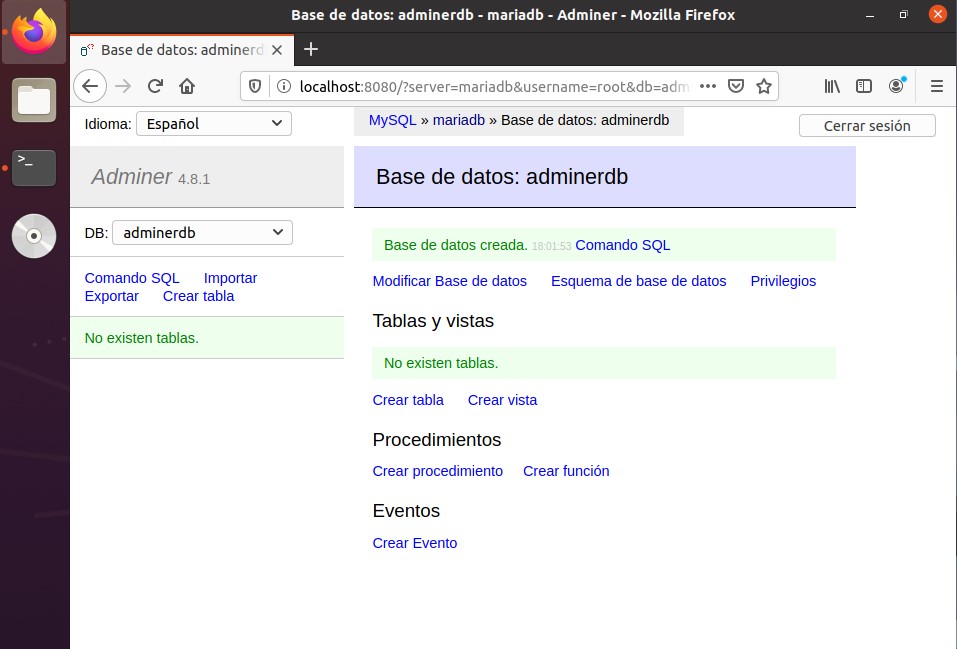 Base de datos: adminerdb - mariadb - Adminer - Mozilla Firefox
Base de datos: adminerd
localhost:8080/?server=mariadb&username=root&db=adm
Idioma: Español
MySQL » mariadb » Base de datos: adminerdb
Cerrar sesión
Adminer 4.8.1
Base de datos: adminerdb
DB: adminerdb
Base de datos creada. 18:01:53 Comando SQL
Comando SQL Importar
Exportar Crear tabla
Modificar Base de datos Esquema de base de datos Privilegios
No existen tablas.
Tablas y vistas
No existen tablas.
Crear tabla Crear vista
Procedimientos
Crear procedimiento Crear función
Eventos
Crear Evento